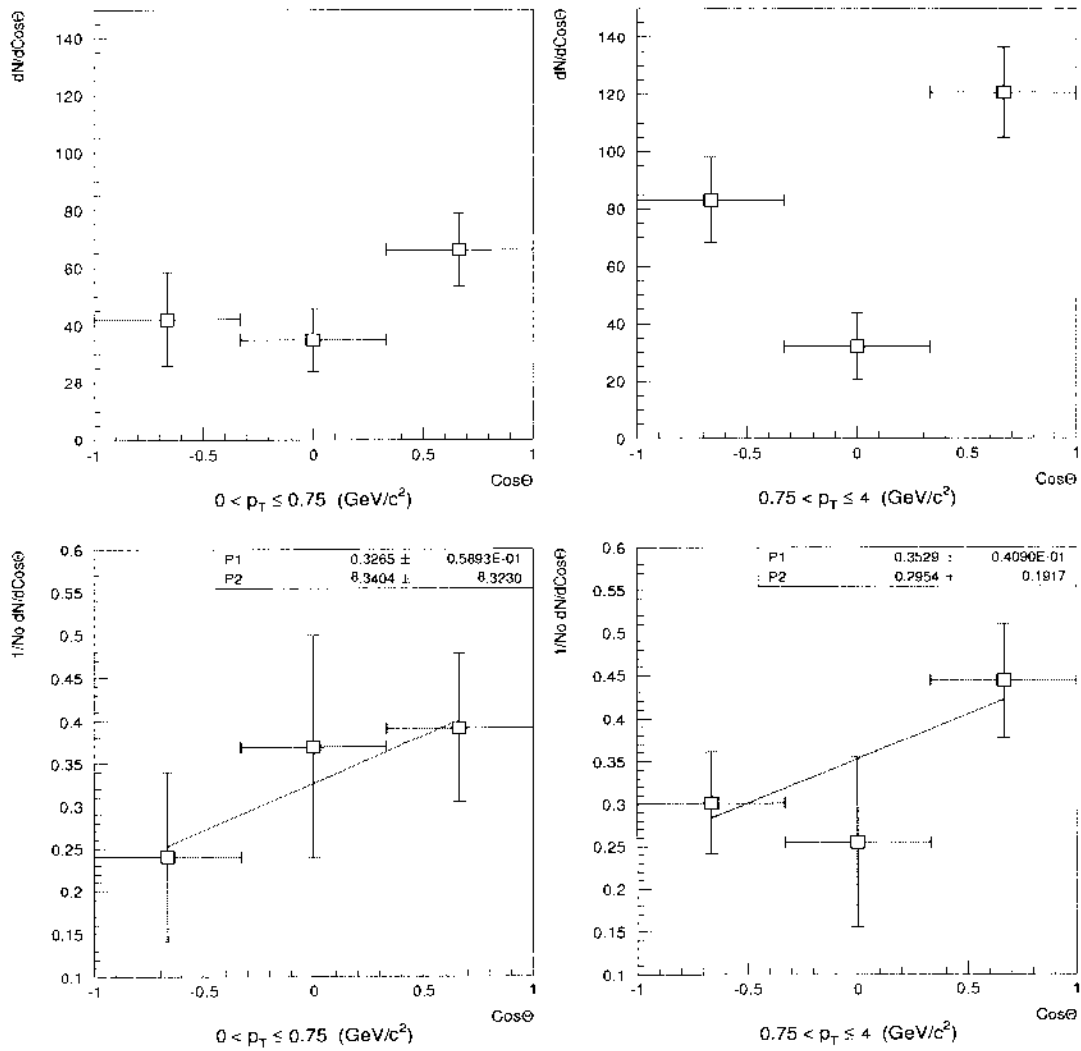 dN/dCosΘ
140
120
100
80
60
40
28
0
-1 -0.5 0 0.5 1
CosΘ
0 < p_T ≤ 0.75 (GeV/c²)
dN/dCosΘ
140
120
100
80
60
40
20
0
-1 -0.5 0 0.5 1
CosΘ
0.75 < p_T ≤ 4 (GeV/c²)
1/No dN/dCosΘ
0.6
0.55
0.5
0.45
0.4
0.35
0.3
0.25
0.2
0.15
0.1
P1 0.3265 ± 0.5893E-01
P2 8.3404 ± 8.3230
-1 -0.5 0 0.5 1
CosΘ
0 < p_T ≤ 0.75 (GeV/c²)
1/No dN/dCosΘ
0.6
0.55
0.5
0.45
0.4
0.35
0.3
0.25
0.2
0.15
0.1
P1 0.3529 ± 0.4090E-01
P2 0.2954 + 0.1917
-1 -0.5 0 0.5 1
CosΘ
0.75 < p_T ≤ 4 (GeV/c²)